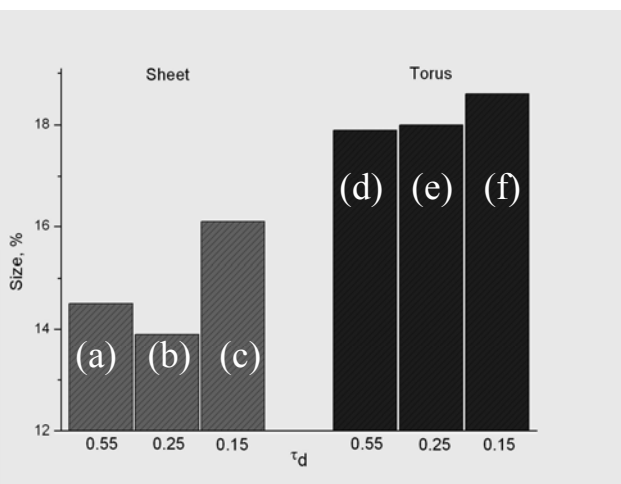 Sheet
Torus
18
16
14
12
Size, %
(a)
(b)
(c)
(d)
(e)
(f)
0.55
0.25
0.15
0.55
0.25
0.15
τd